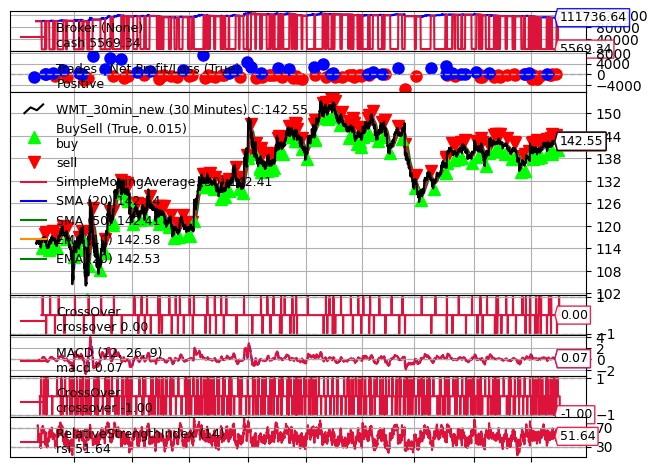 Broker (None)
cash 5569.34
111736.64
80000
40000
5569.34
Trades - Net Profit/Loss (True
Positive
8000
4000
0
−4000
WMT_30min_new (30 Minutes) C:142.55
BuySell (True, 0.015)
buy
sell
SMA (20)
SMA (50) 142.41
142.58
142.53
150
144
142.55
138
132
126
120
114
108
102
CrossOver
crossover 0.00
1
0.00
−1
MACD (12, 26, 9)
macd 0.07
4
2
0.07
0
−2
CrossOver
crossover -1.00
1
-1.00
−1
RelativeStrengthIndex (14)
rsi 51.64
70
51.64
30